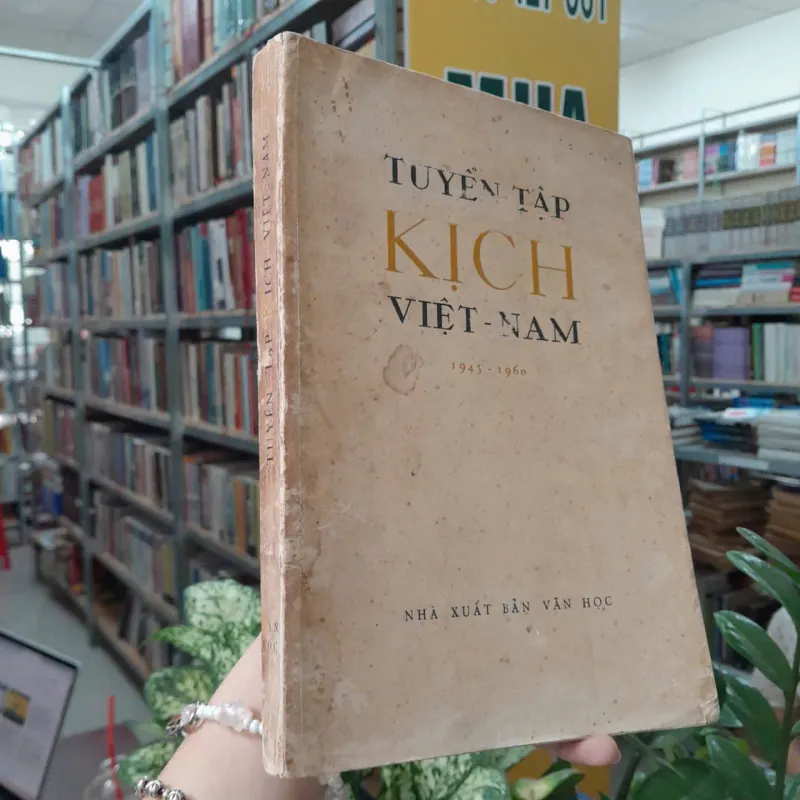 TUYỂN TẬP
KỊCH
VIỆT-NAM
1945-1960
NHÀ XUẤT BẢN VĂN HỌC
TUYỂN TẬP KỊCH VIỆT NAM